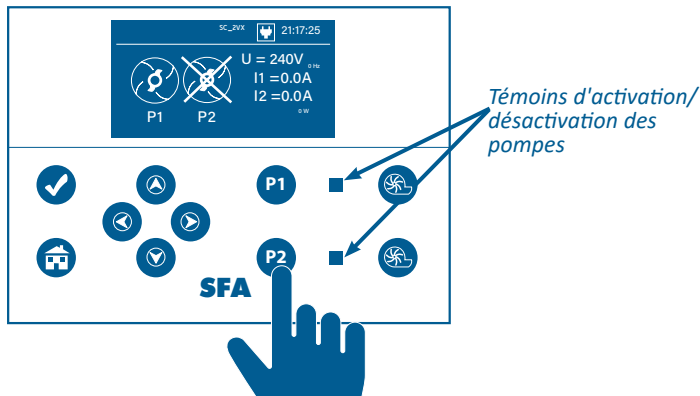 SC_2VX 21:17:25
U = 240V 0 Hz
I1 =0.0A
I2 =0.0A
0 W
P1 P2
Témoins d'activation/
désactivation des
pompes
P1
P2
SFA